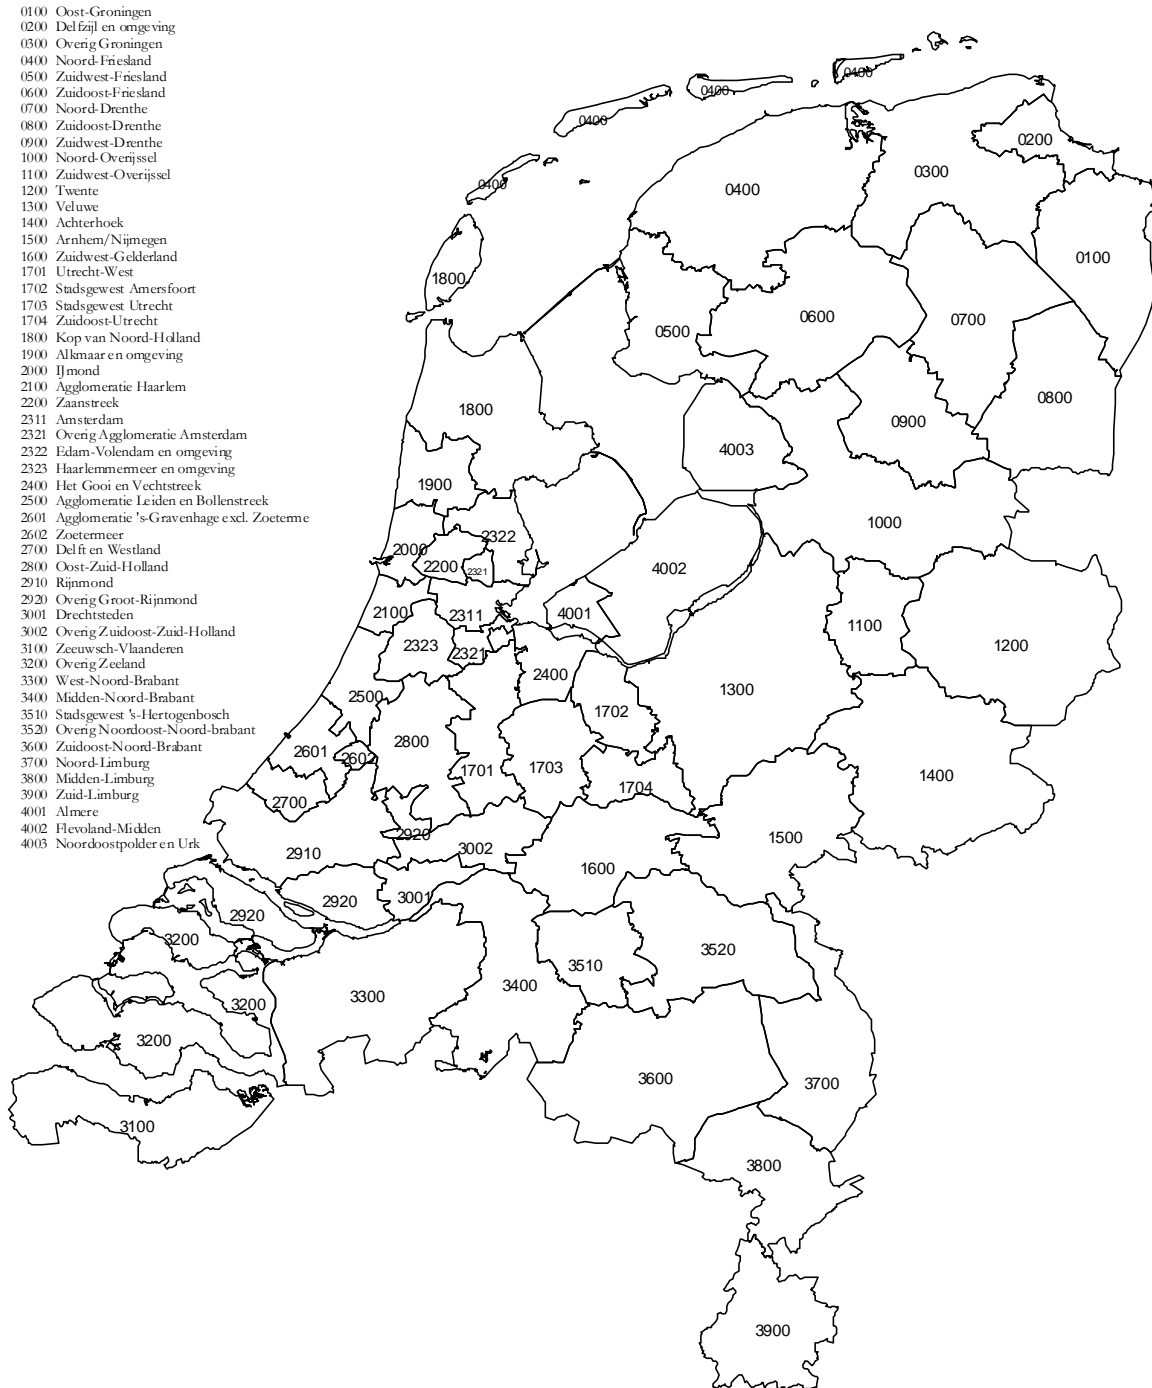 0100 Oost-Groningen
0200 Delfzijl en omgeving
0300 Overig Groningen
0400 Noord-Friesland
0500 Zuidwest-Friesland
0600 Zuidoost-Friesland
0700 Noord-Drenthe
0800 Zuidoost-Drenthe
0900 Zuidwest-Drenthe
1000 Noord-Overijssel
1100 Zuidwest-Overijssel
1200 Twente
1300 Veluwe
1400 Achterhoek
1500 Arnhem/Nijmegen
1600 Zuidwest-Gelderland
1701 Utrecht-West
1702 Stadsgewest Amersfoort
1703 Stadsgewest Utrecht
1704 Zuidoost-Utrecht
1800 Kop van Noord-Holland
1900 Alkmaar en omgeving
2000 IJmond
2100 Agglomeratie Haarlem
2200 Zaanstreek
2311 Amsterdam
2321 Overig Agglomeratie Amsterdam
2322 Edam-Volendam en omgeving
2323 Haarlemmermeer en omgeving
2400 Het Gooi en Vechtstreek
2500 Agglomeratie Leiden en Bollenstreek
2601 Agglomeratie 's-Gravenhage excl. Zoeterme
2602 Zoetermeer
2700 Delft en Westland
2800 Oost-Zuid-Holland
2910 Rijnmond
2920 Overig Groot-Rijnmond
3001 Drechtsteden
3002 Overig Zuidoost-Zuid-Holland
3100 Zeeuwsch-Vlaanderen
3200 Overig Zeeland
3300 West-Noord-Brabant
3400 Midden-Noord-Brabant
3510 Stadsgewest 's-Hertogenbosch
3520 Overig Noordoost-Noord-brabant
3600 Zuidoost-Noord-Brabant
3700 Noord-Limburg
3800 Midden-Limburg
3900 Zuid-Limburg
4001 Almere
4002 Flevoland-Midden
4003 Noordoostpolder en Urk
0400
0400
0400
0200
0300
0400
0400
0100
1800
0700
0600
0500
0800
1800
0900
4003
1900
1000
2322
2000
2200
2321
4002
2100
2311
4001
1100
2323
2321
1200
2400
1300
2500
1702
2800
2601
2602
1701
1703
1400
1704
2700
2920
1500
2910
3002
1600
3001
2920
2920
3200
3520
3510
3400
3300
3200
3200
3600
3700
3100
3800
3900